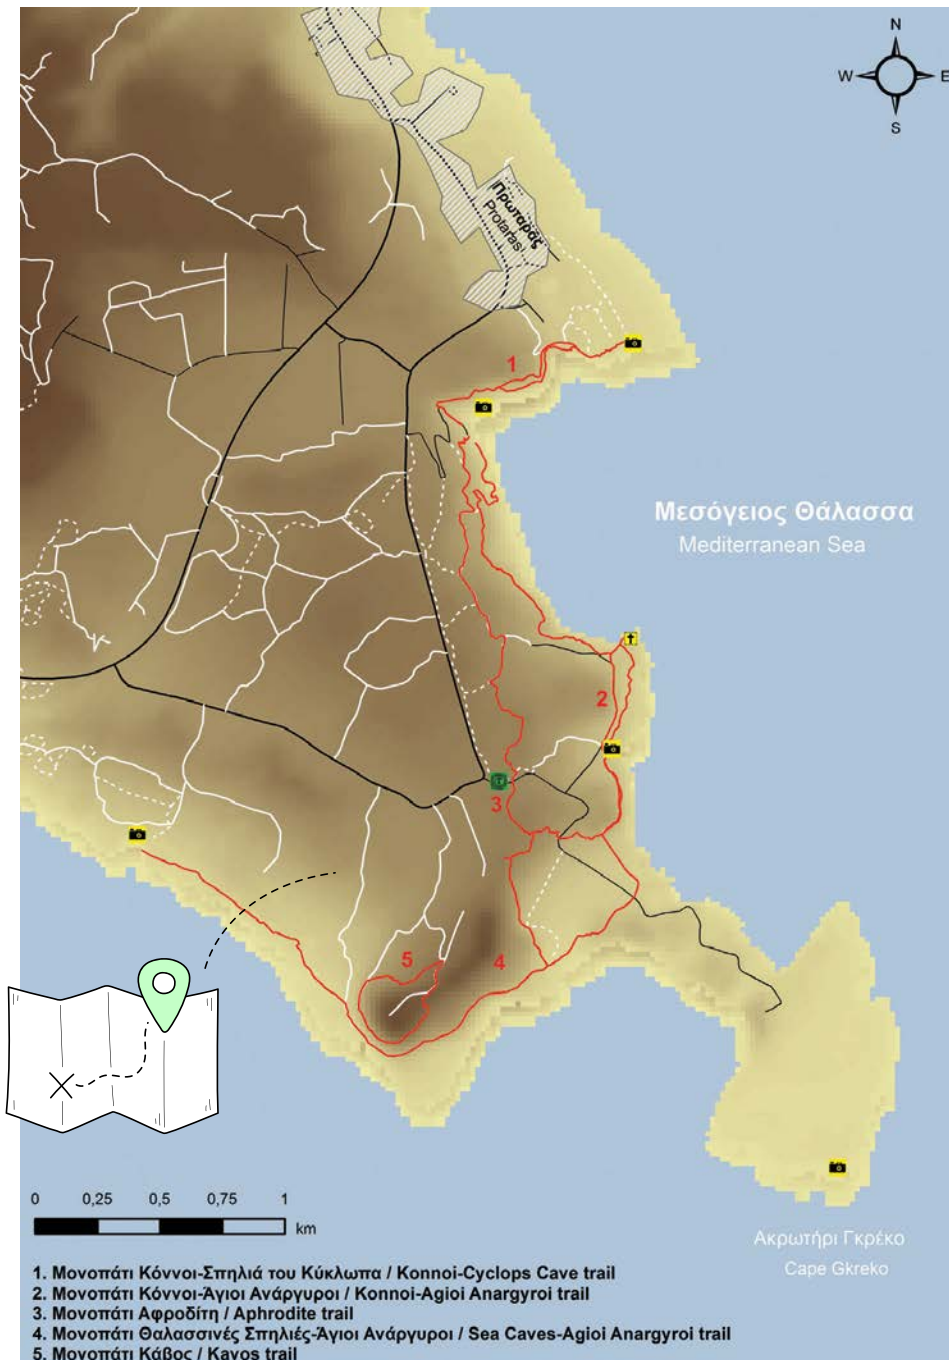 N
W E
S
Πρωταράς
Protaras
1
Μεσόγειος Θάλασσα
Mediterranean Sea
2
3
5
4
0 0,25 0,5 0,75 1
km
Ακρωτήρι Γκρέκο
Cape Gkreko
1. Μονοπάτι Κόννοι-Σπηλιά του Κύκλωπα / Konnoi-Cyclops Cave trail
2. Μονοπάτι Κόννοι-Άγιοι Ανάργυροι / Konnoi-Agioi Anargyroi trail
3. Μονοπάτι Αφροδίτη / Aphrodite trail
4. Μονοπάτι Θαλασσινές Σπηλιές-Άγιοι Ανάργυροι / Sea Caves-Agioi Anargyroi trail
5. Μονοπάτι Κάβος / Kavos trail